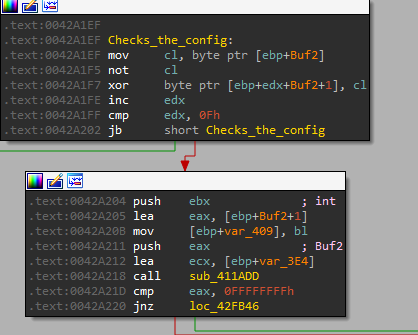 .text:0042A1EF
.text:0042A1EF Checks_the_config:
.text:0042A1EF mov cl, byte ptr [ebp+Buf2]
.text:0042A1F5 not cl
.text:0042A1F7 xor byte ptr [ebp+edx+Buf2+1], cl
.text:0042A1FE inc edx
.text:0042A1FF cmp edx, 0Fh
.text:0042A202 jb short Checks_the_config
.text:0042A204 push ebx ; int
.text:0042A205 lea eax, [ebp+Buf2+1]
.text:0042A20B mov [ebp+var_409], bl
.text:0042A211 push eax ; Buf2
.text:0042A212 lea ecx, [ebp+var_3E4]
.text:0042A218 call sub_411ADD
.text:0042A21D cmp eax, 0FFFFFFFFh
.text:0042A220 jnz loc_42FB46